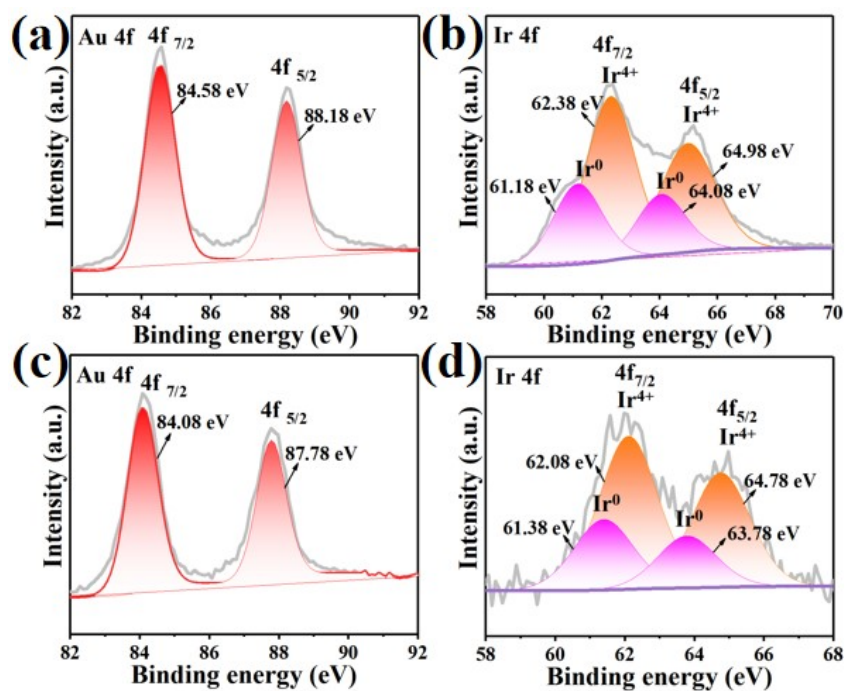 (a)
Au 4f
4f 7/2
4f 5/2
84.58 eV
88.18 eV
Intensity (a.u.)
82 84 86 88 90 92
Binding energy (eV)
(b)
Ir 4f
4f7/2
Ir4+
4f5/2
Ir4+
62.38 eV
64.98 eV
Ir0
Ir0
61.18 eV
64.08 eV
Intensity (a.u.)
58 60 62 64 66 68 70
Binding energy (eV)
(c)
Au 4f
4f 7/2
4f 5/2
84.08 eV
87.78 eV
Intensity (a.u.)
82 84 86 88 90 92
Binding energy (eV)
(d)
Ir 4f
4f7/2
Ir4+
4f5/2
Ir4+
62.08 eV
64.78 eV
Ir0
Ir0
61.38 eV
63.78 eV
Intensity (a.u.)
58 60 62 64 66 68
Binding energy (eV)